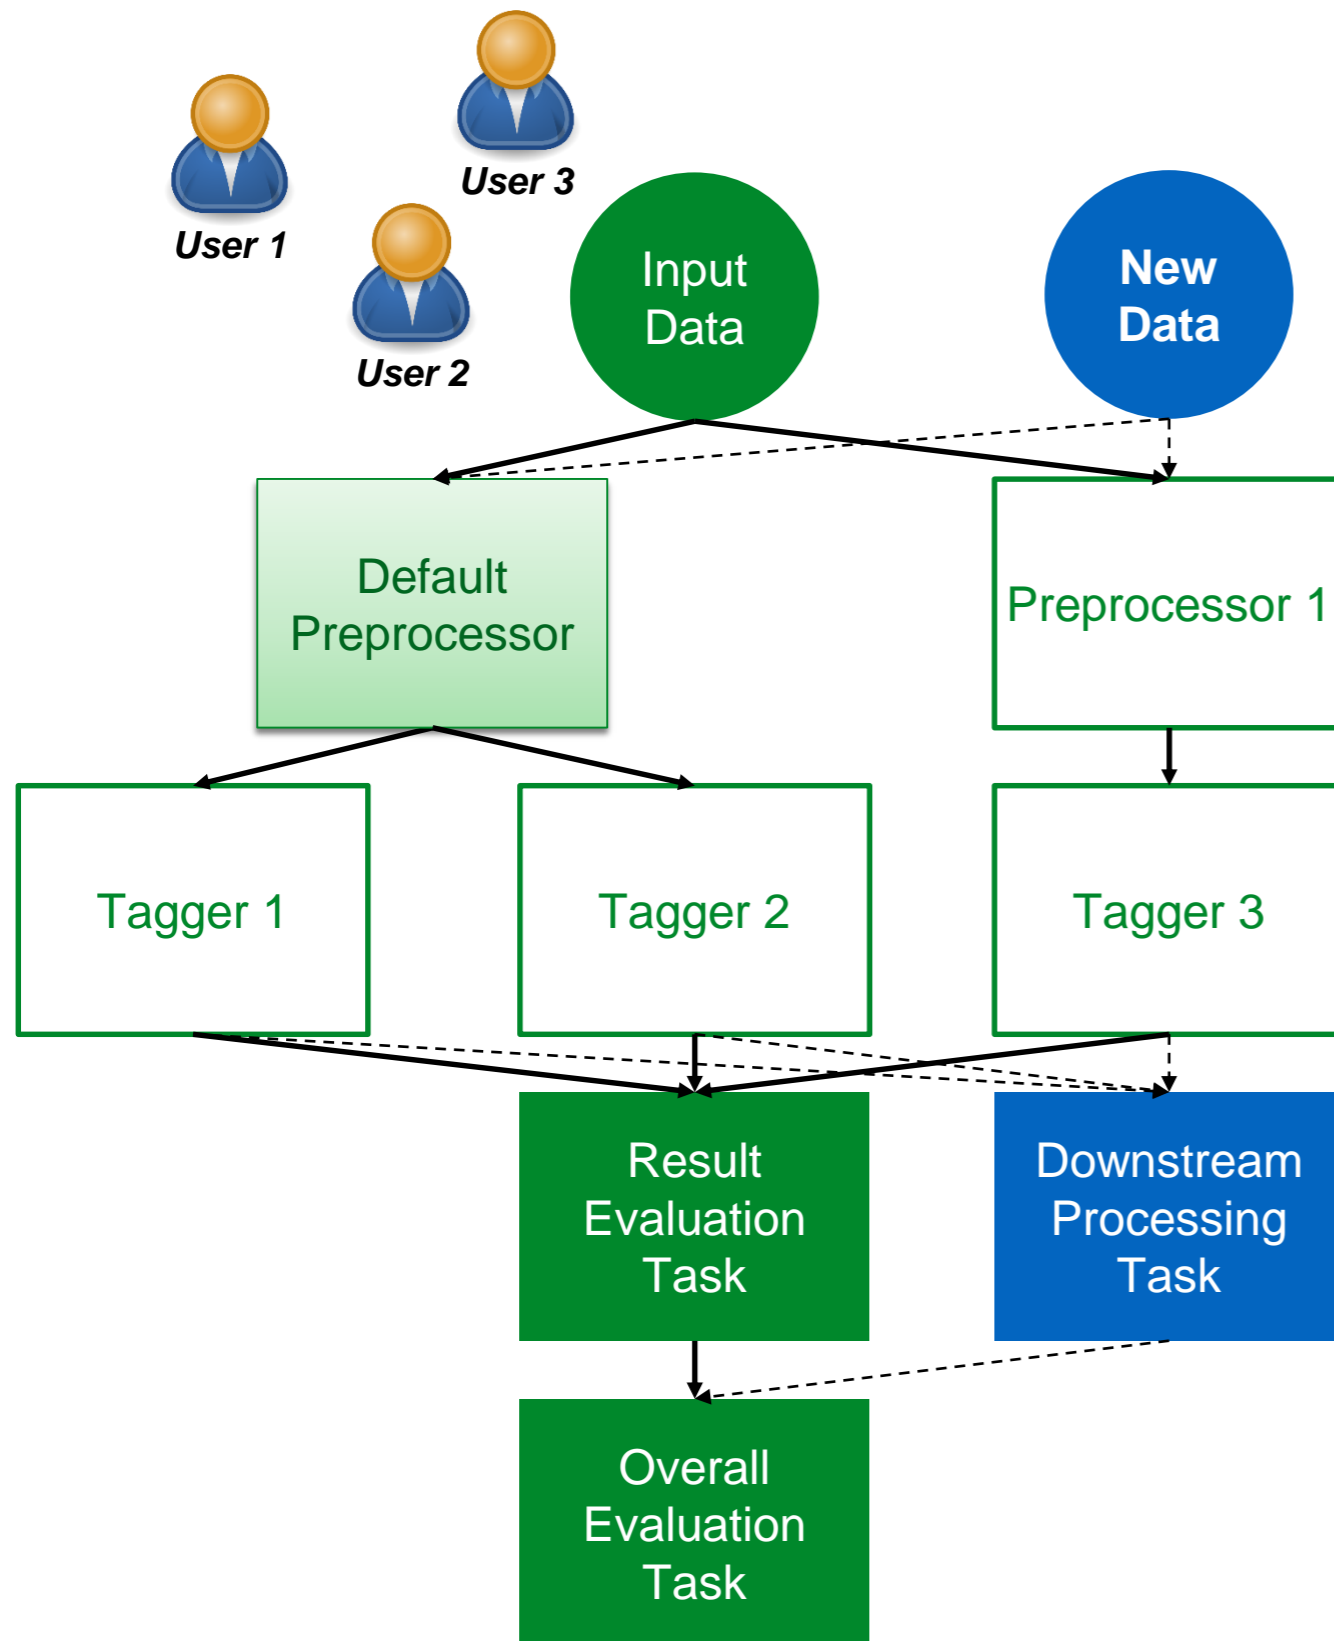 User 3
User 1
User 2
Input
Data
New
Data
Default
Preprocessor
Preprocessor 1
Tagger 1
Tagger 2
Tagger 3
Result
Evaluation
Task
Downstream
Processing
Task
Overall
Evaluation
Task